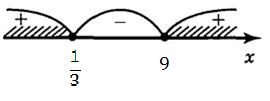 + − +
1/3 9 x